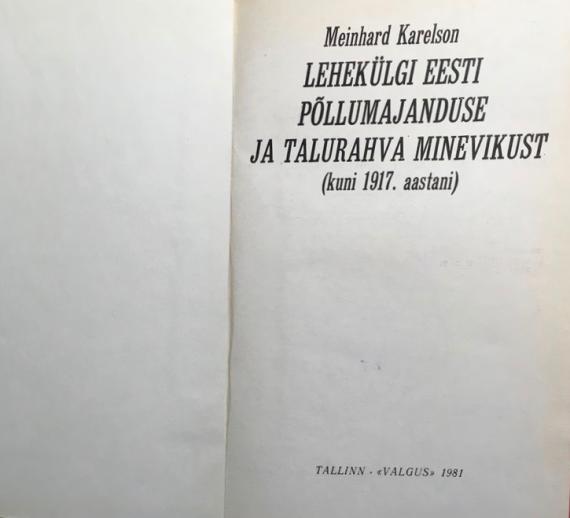 Meinhard Karelson
LEHEKÜLGI EESTI
PÕLLUMAJANDUSE
JA TALURAHVA MINEVIKUST
(kuni 1917. aastani)
TALLINN · «VALGUS» 1981